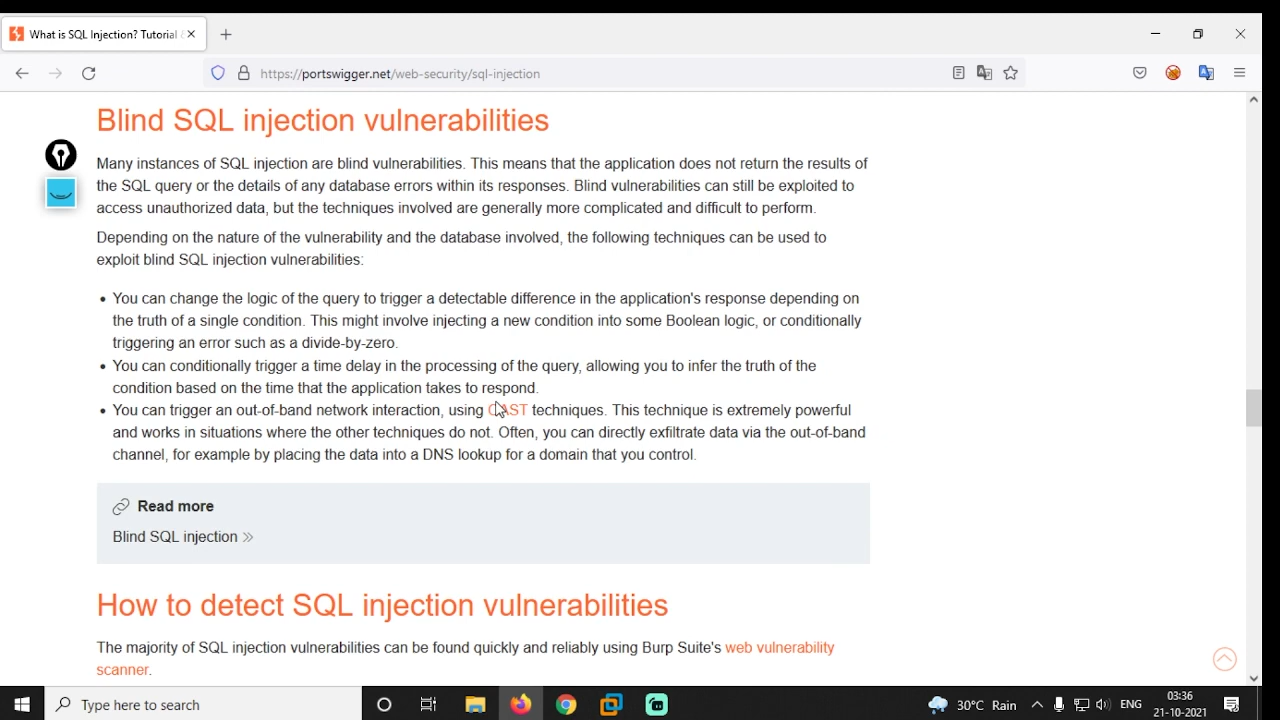 What is SQL Injection? Tutorial &
https://portswigger.net/web-security/sql-injection
Blind SQL injection vulnerabilities
Many instances of SQL injection are blind vulnerabilities. This means that the application does not return the results of
the SQL query or the details of any database errors within its responses. Blind vulnerabilities can still be exploited to
access unauthorized data, but the techniques involved are generally more complicated and difficult to perform.
Depending on the nature of the vulnerability and the database involved, the following techniques can be used to
exploit blind SQL injection vulnerabilities:
• You can change the logic of the query to trigger a detectable difference in the application's response depending on
the truth of a single condition. This might involve injecting a new condition into some Boolean logic, or conditionally
triggering an error such as a divide-by-zero.
• You can conditionally trigger a time delay in the processing of the query, allowing you to infer the truth of the
condition based on the time that the application takes to respond.
• You can trigger an out-of-band network interaction, using OAST techniques. This technique is extremely powerful
and works in situations where the other techniques do not. Often, you can directly exfiltrate data via the out-of-band
channel, for example by placing the data into a DNS lookup for a domain that you control.
Read more
Blind SQL injection »
How to detect SQL injection vulnerabilities
The majority of SQL injection vulnerabilities can be found quickly and reliably using Burp Suite's web vulnerability
scanner.
Type here to search
30°C Rain
ENG
03:36
21-10-2021